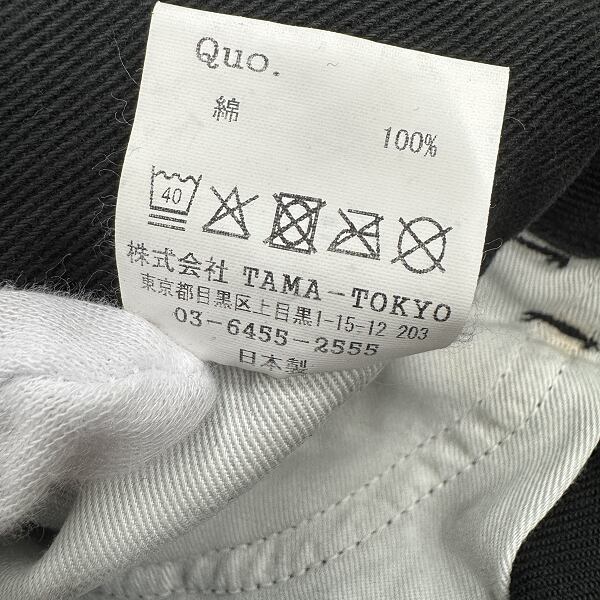 Quo.
綿
100%
40
株式会社 TAMA-TOKYO
東京都目黒区上目黒1-15-12 203
03-6455-2555
日本製